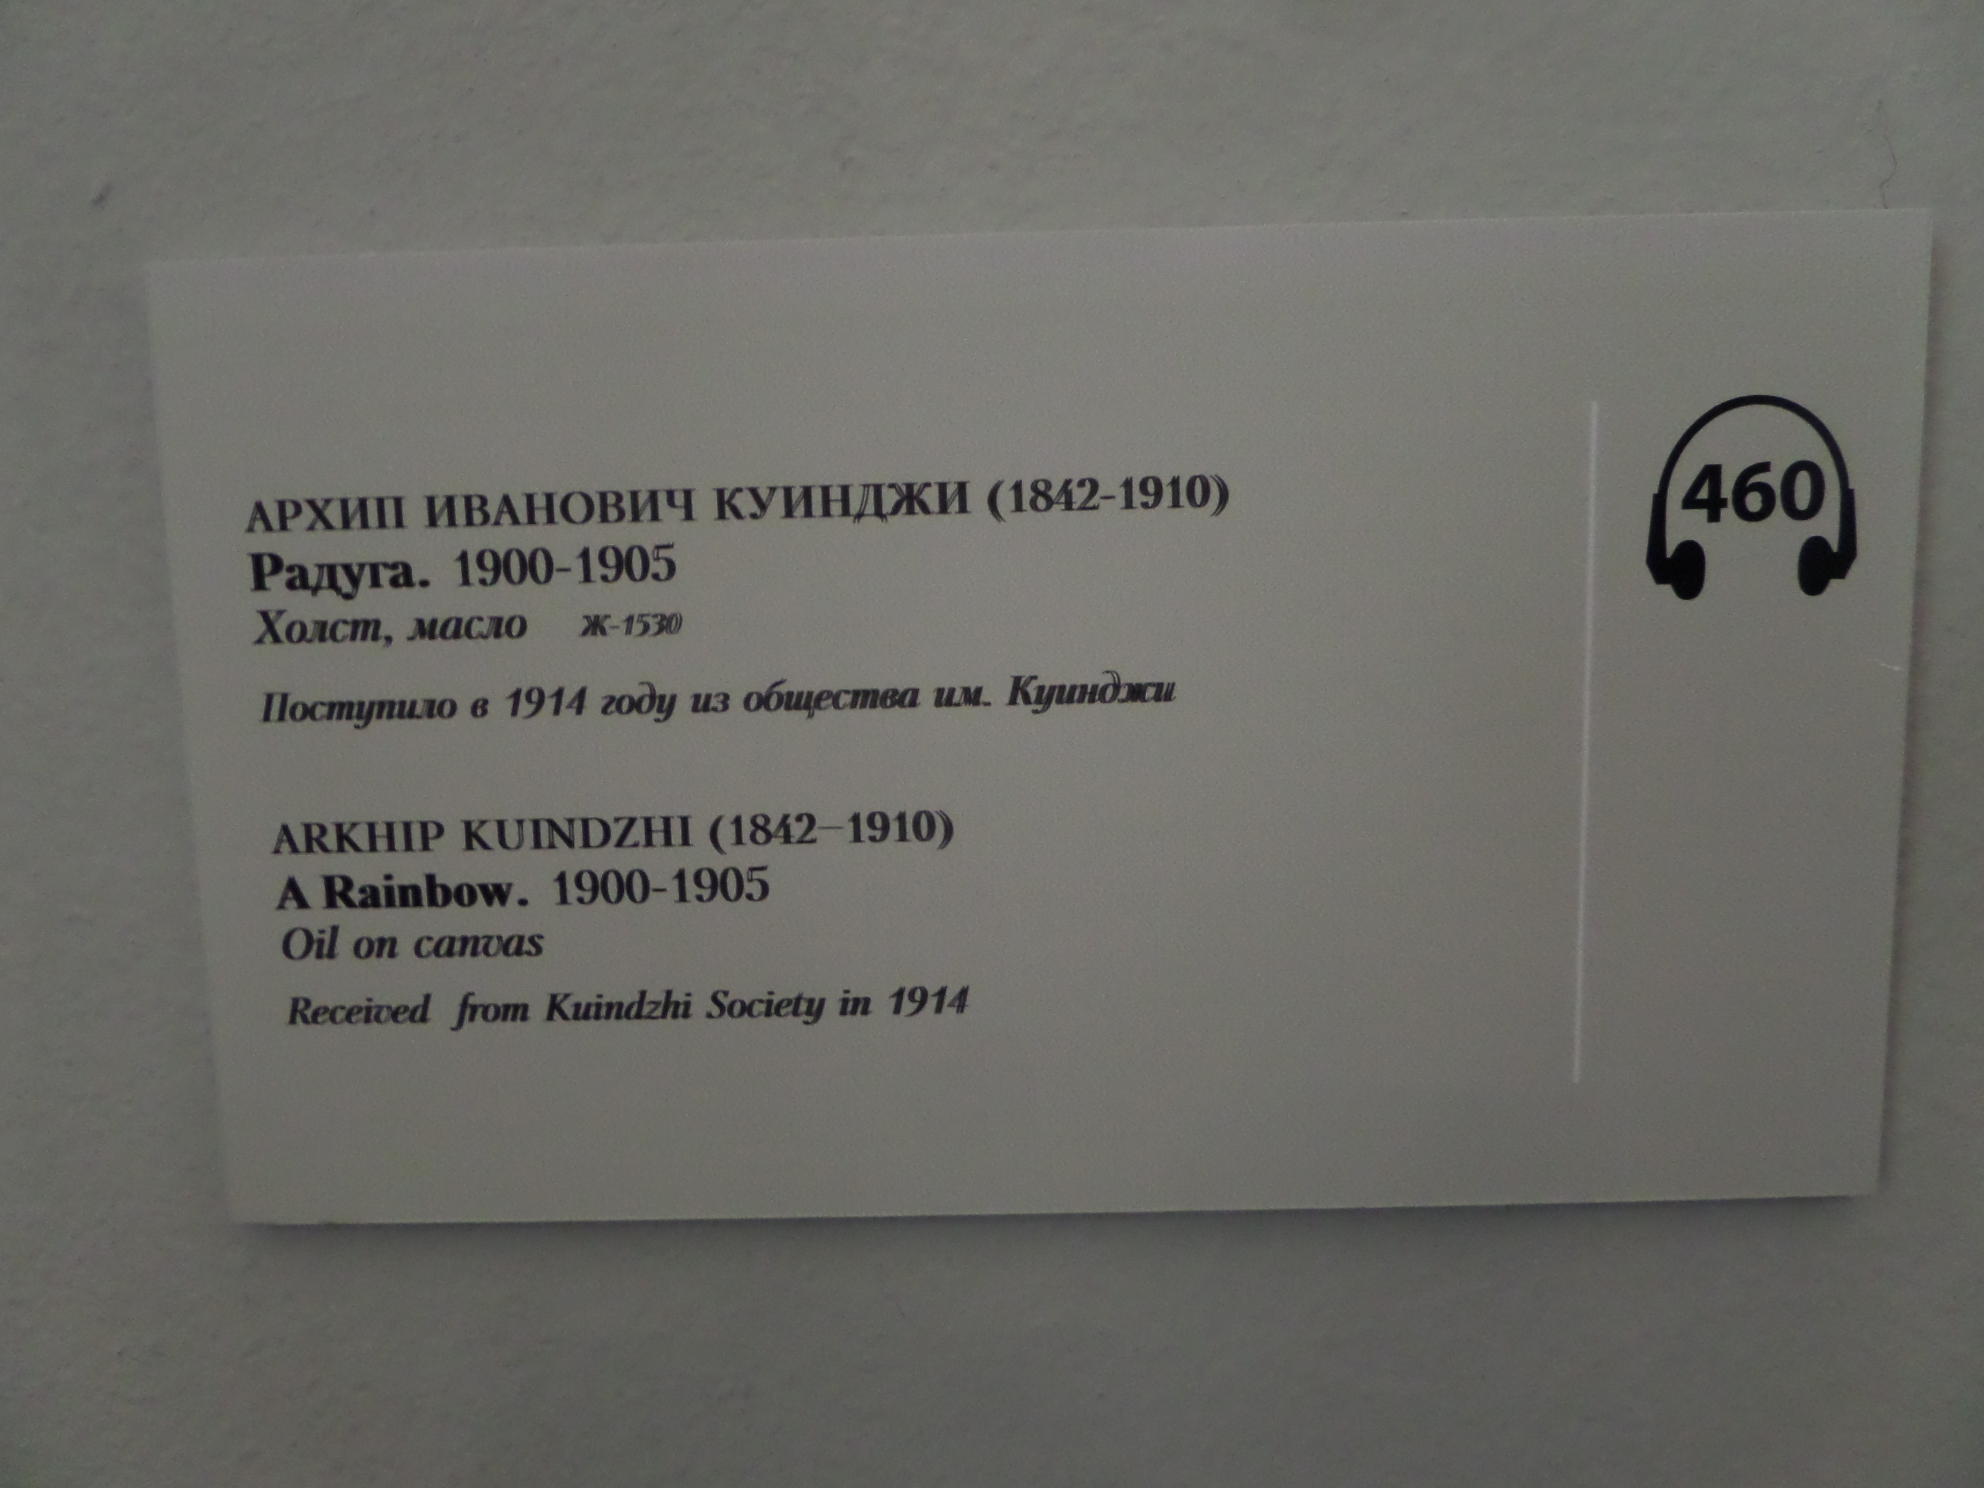 АРХИП ИВАНОВИЧ КУИНДЖИ (1842-1910)
Радуга. 1900-1905
Холст, масло Ж-1530
Поступило в 1914 году из общества им. Куинджи
ARKHIP KUINDZHI (1842–1910)
A Rainbow. 1900-1905
Oil on canvas
Received from Kuindzhi Society in 1914
460